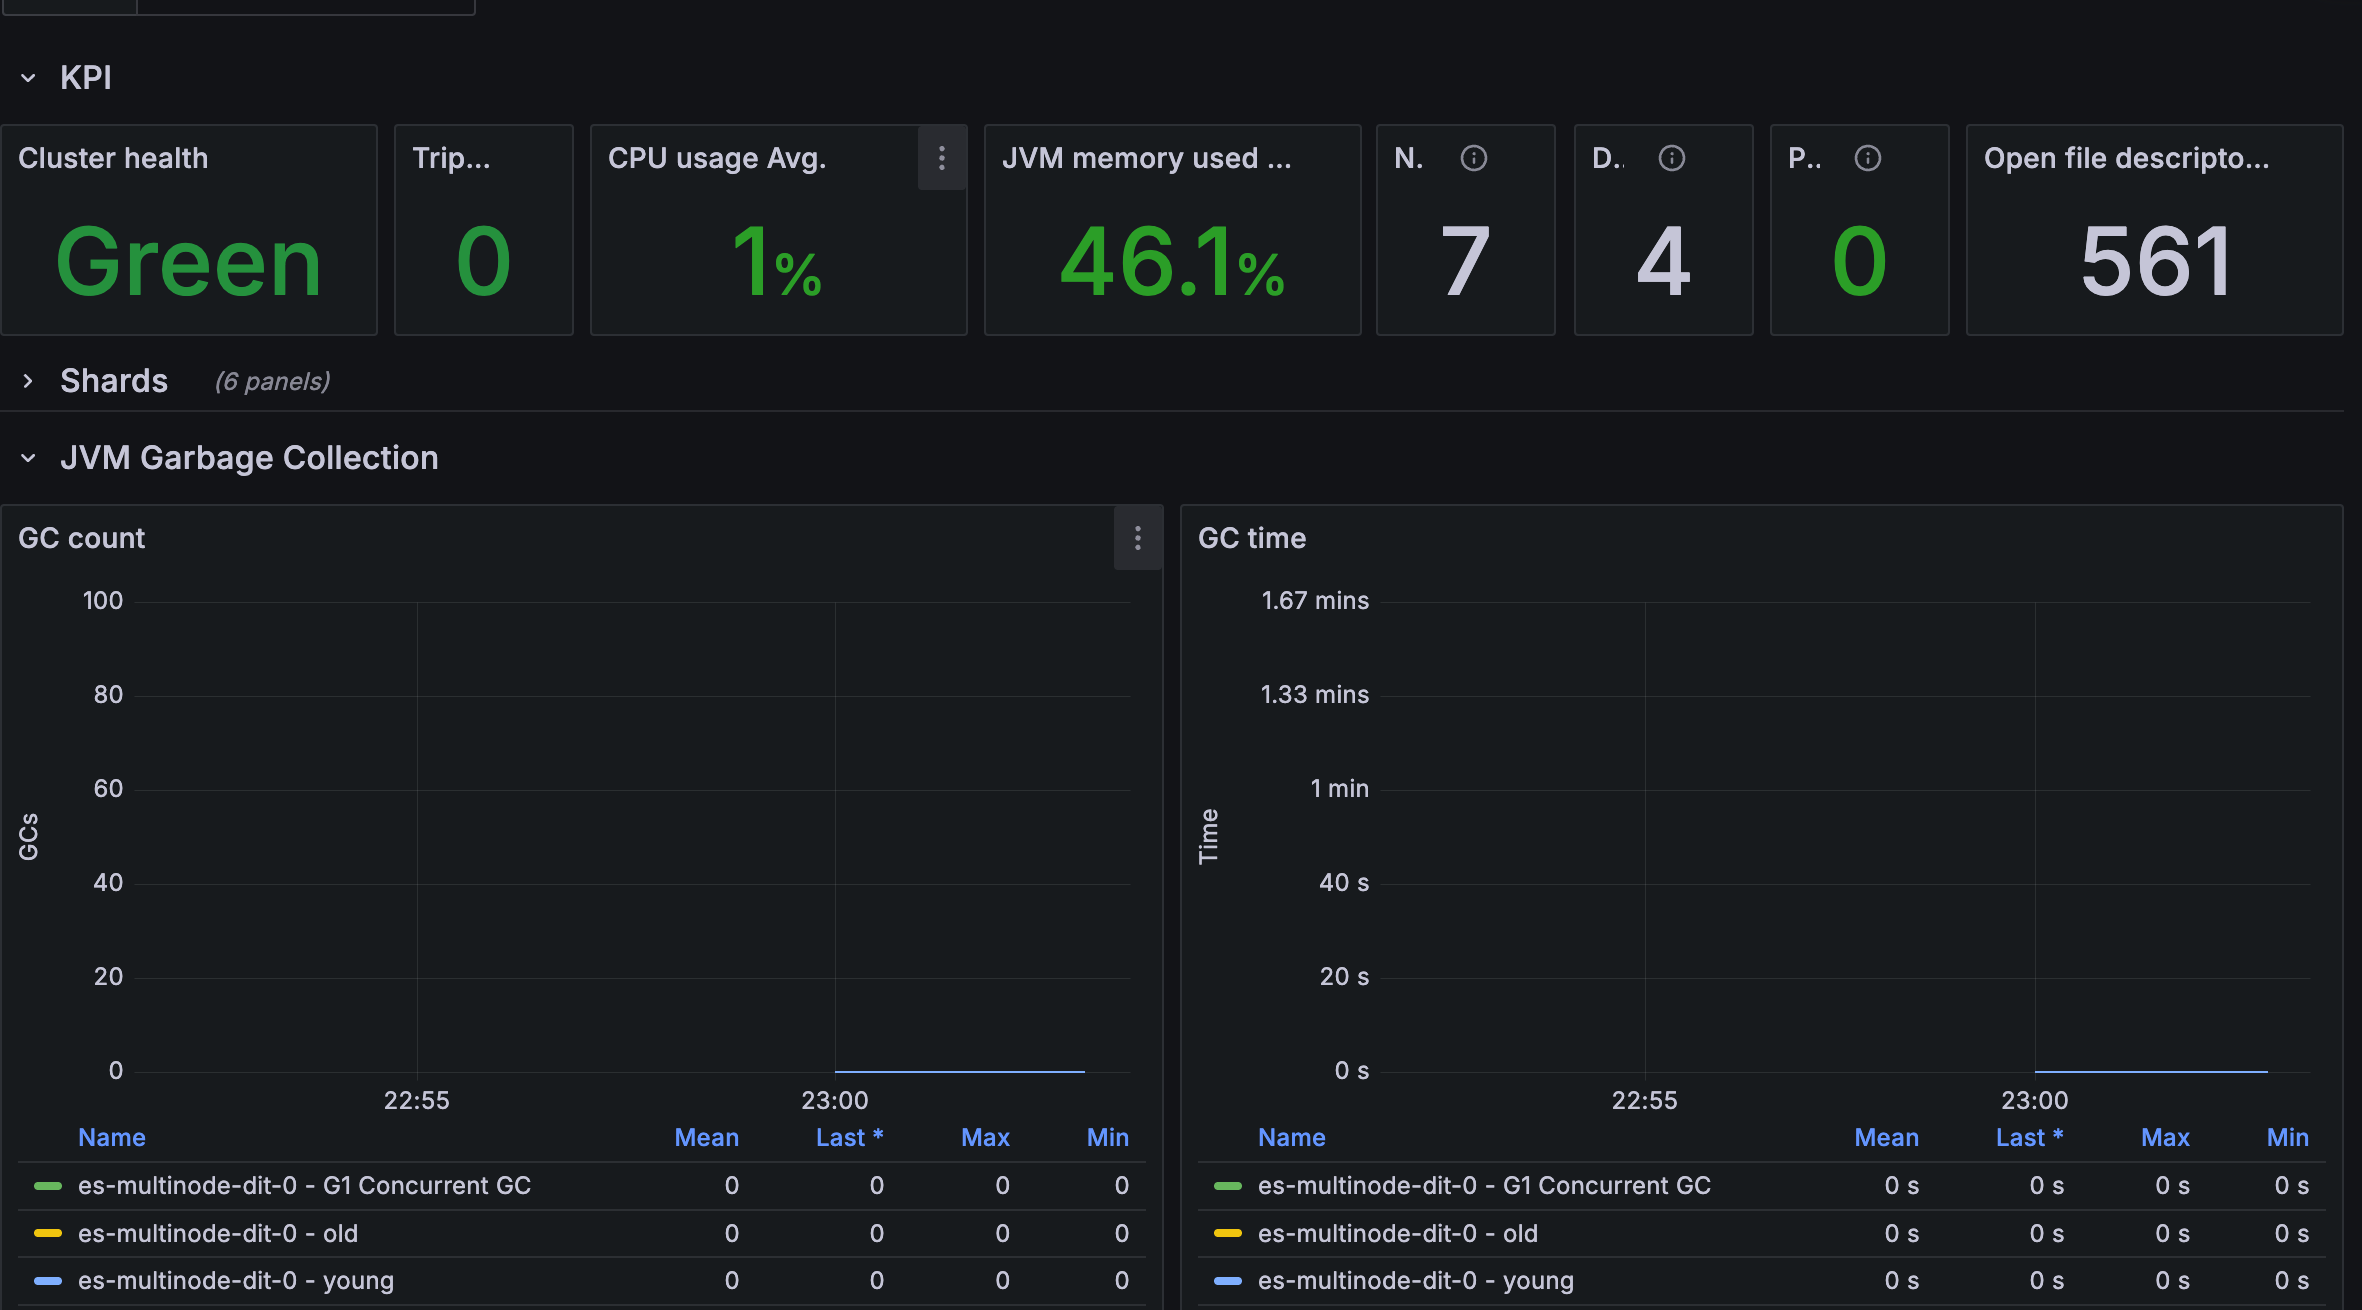 KPI
Cluster health
Trip...
CPU usage Avg.
JVM memory used ...
N.
D..
P..
Open file descripto...
Green
0
1%
46.1%
7
4
0
561
Shards (6 panels)
JVM Garbage Collection
GC count
100
80
60
40
20
0
GCs
22:55
23:00
Name Mean Last * Max Min
es-multinode-dit-0 - G1 Concurrent GC 0 0 0 0
es-multinode-dit-0 - old 0 0 0 0
es-multinode-dit-0 - young 0 0 0 0
GC time
1.67 mins
1.33 mins
1 min
40 s
20 s
0 s
Time
22:55
23:00
Name Mean Last * Max Min
es-multinode-dit-0 - G1 Concurrent GC 0 s 0 s 0 s 0 s
es-multinode-dit-0 - old 0 s 0 s 0 s 0 s
es-multinode-dit-0 - young 0 s 0 s 0 s 0 s